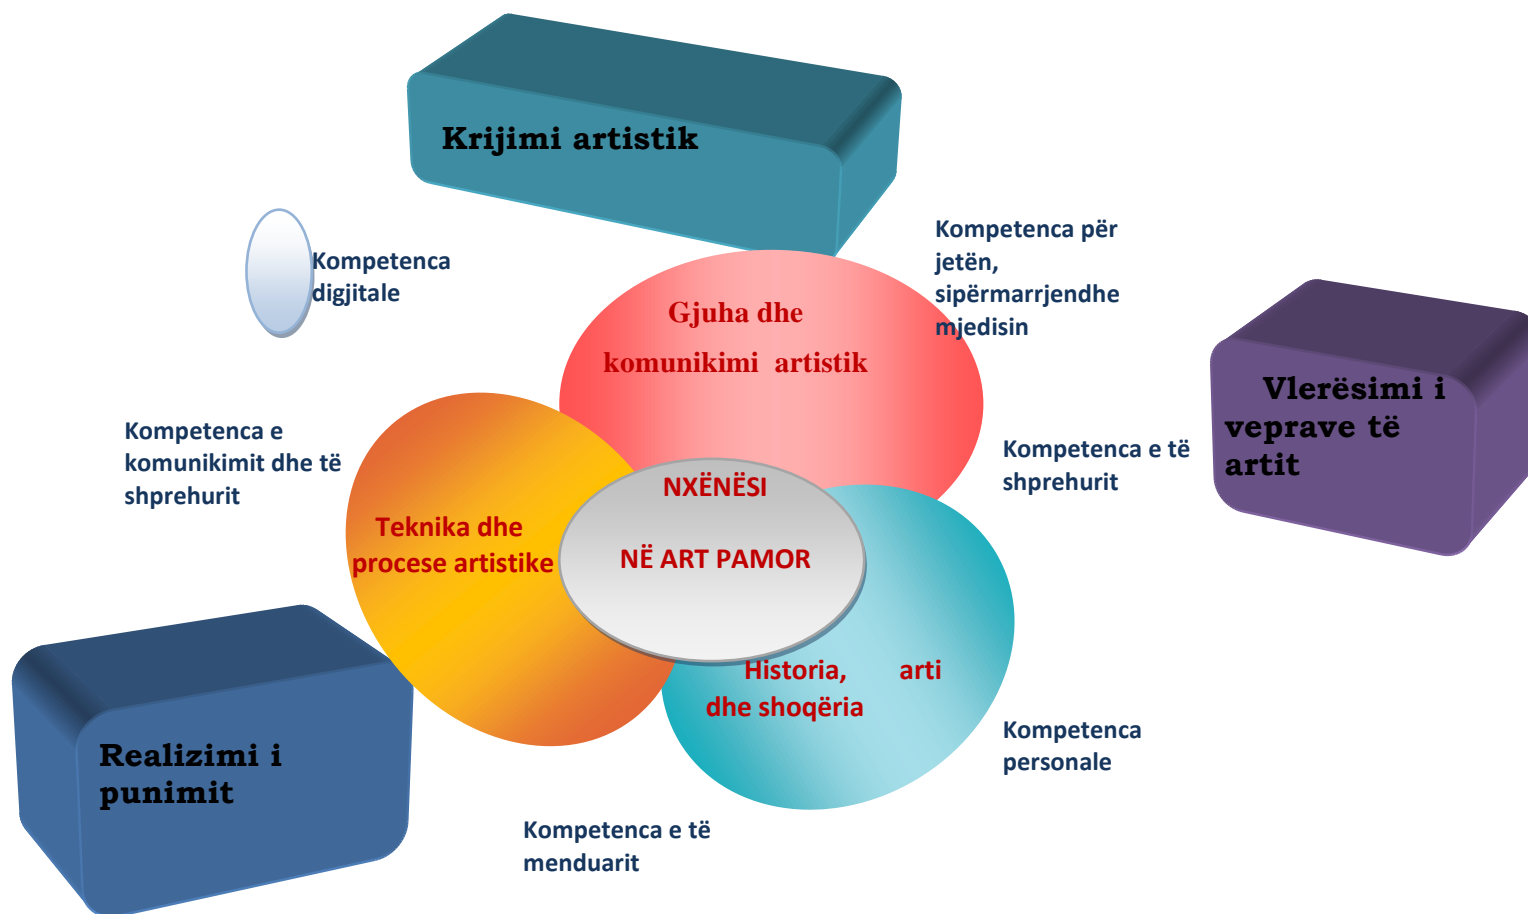 Krijimi artistik
Kompetenca për
jetën,
sipërmarrjendhe
mjedisin
Kompetenca
digjitale
Gjuha dhe
komunikimi artistik
Vlerësimi i
veprave të
artit
Kompetenca e
komunikimit dhe të
shprehurit
Kompetenca e të
shprehurit
NXËNËSI
NË ART PAMOR
Teknika dhe
procese artistike
Historia, arti
dhe shoqëria
Realizimi i
punimit
Kompetenca
personale
Kompetenca e të
menduarit